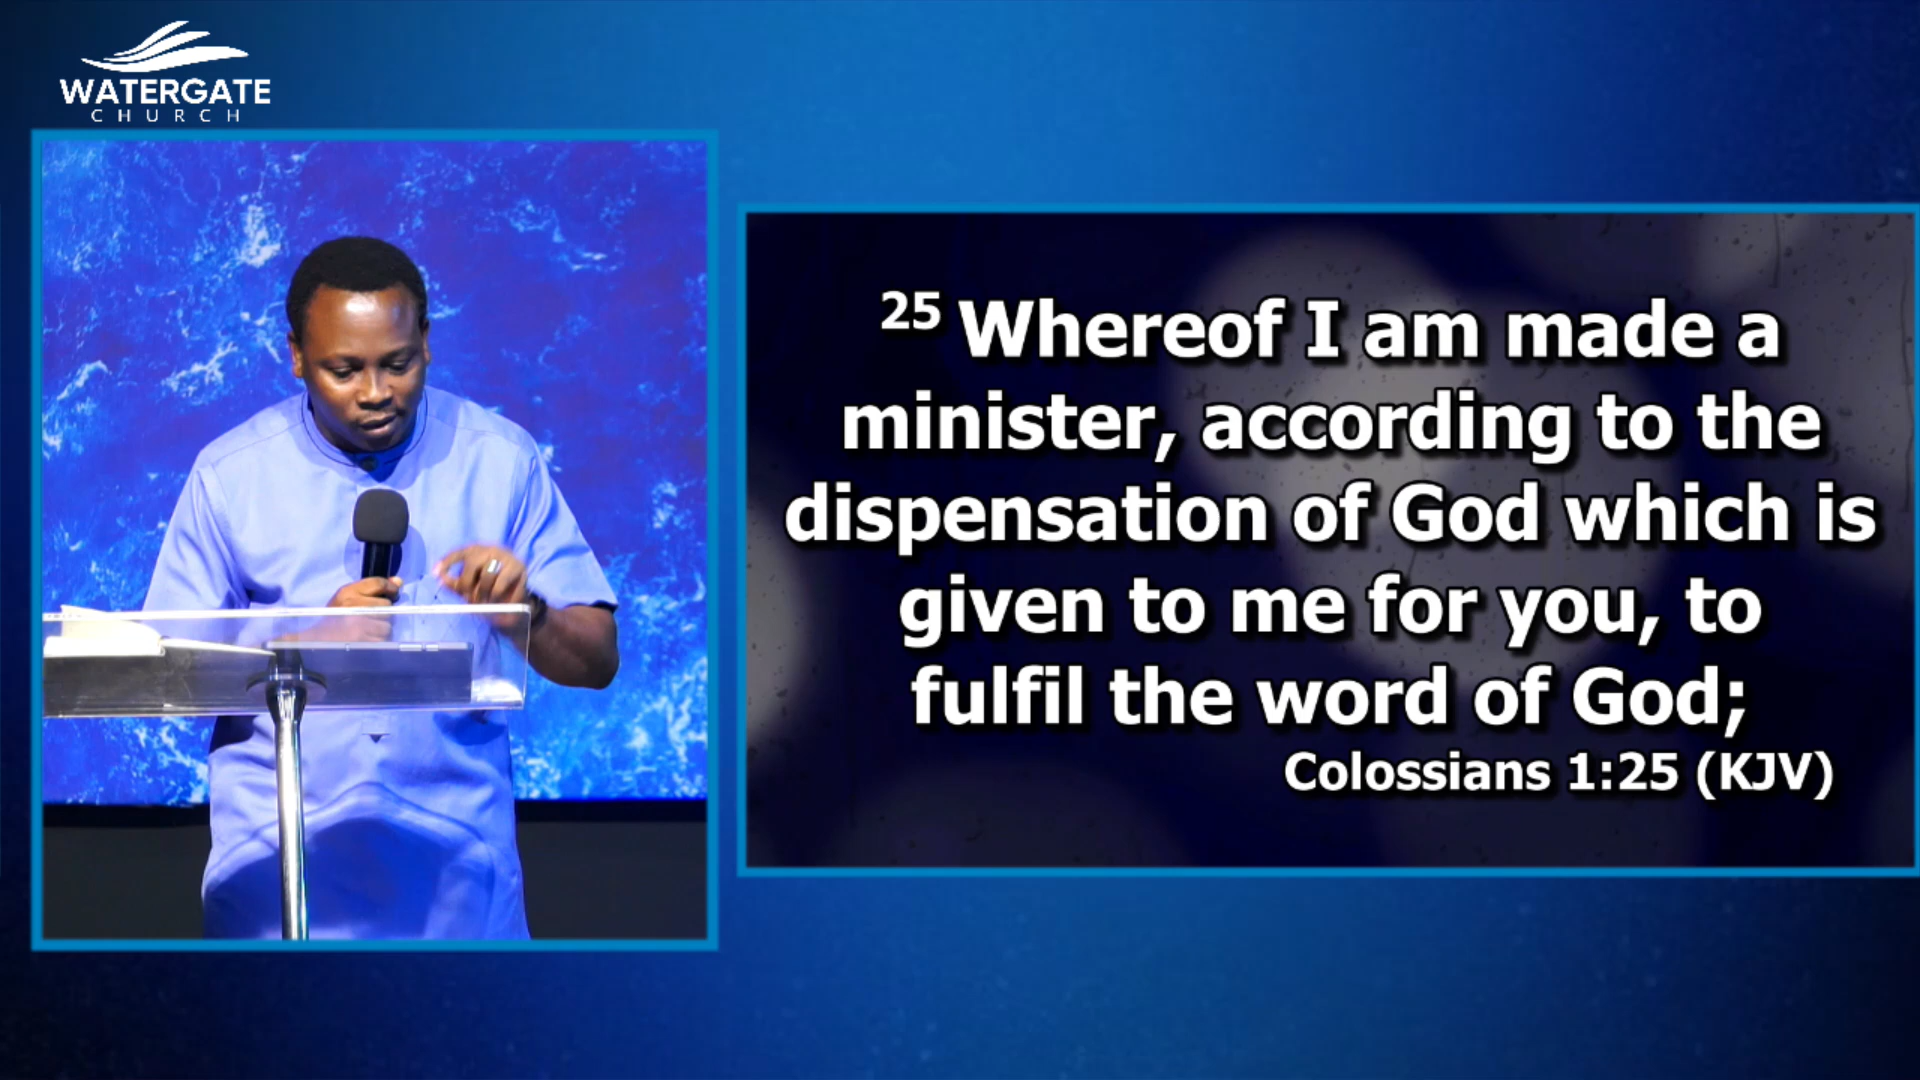 WATERGATE
CHURCH
25 Whereof I am made a
minister, according to the
dispensation of God which is
given to me for you, to
fulfil the word of God;
Colossians 1:25 (KJV)